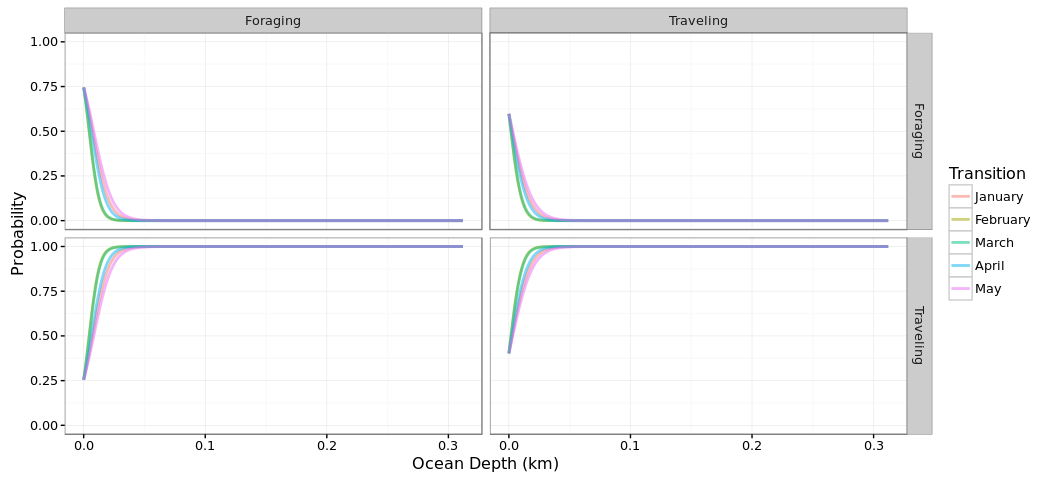 Foraging
Traveling
1.00
0.75
0.50
0.25
0.00
Foraging
1.00
0.75
0.50
0.25
0.00
Traveling
0.0
0.1
0.2
0.3
0.0
0.1
0.2
0.3
Ocean Depth (km)
Probability
Transition
January
February
March
April
May